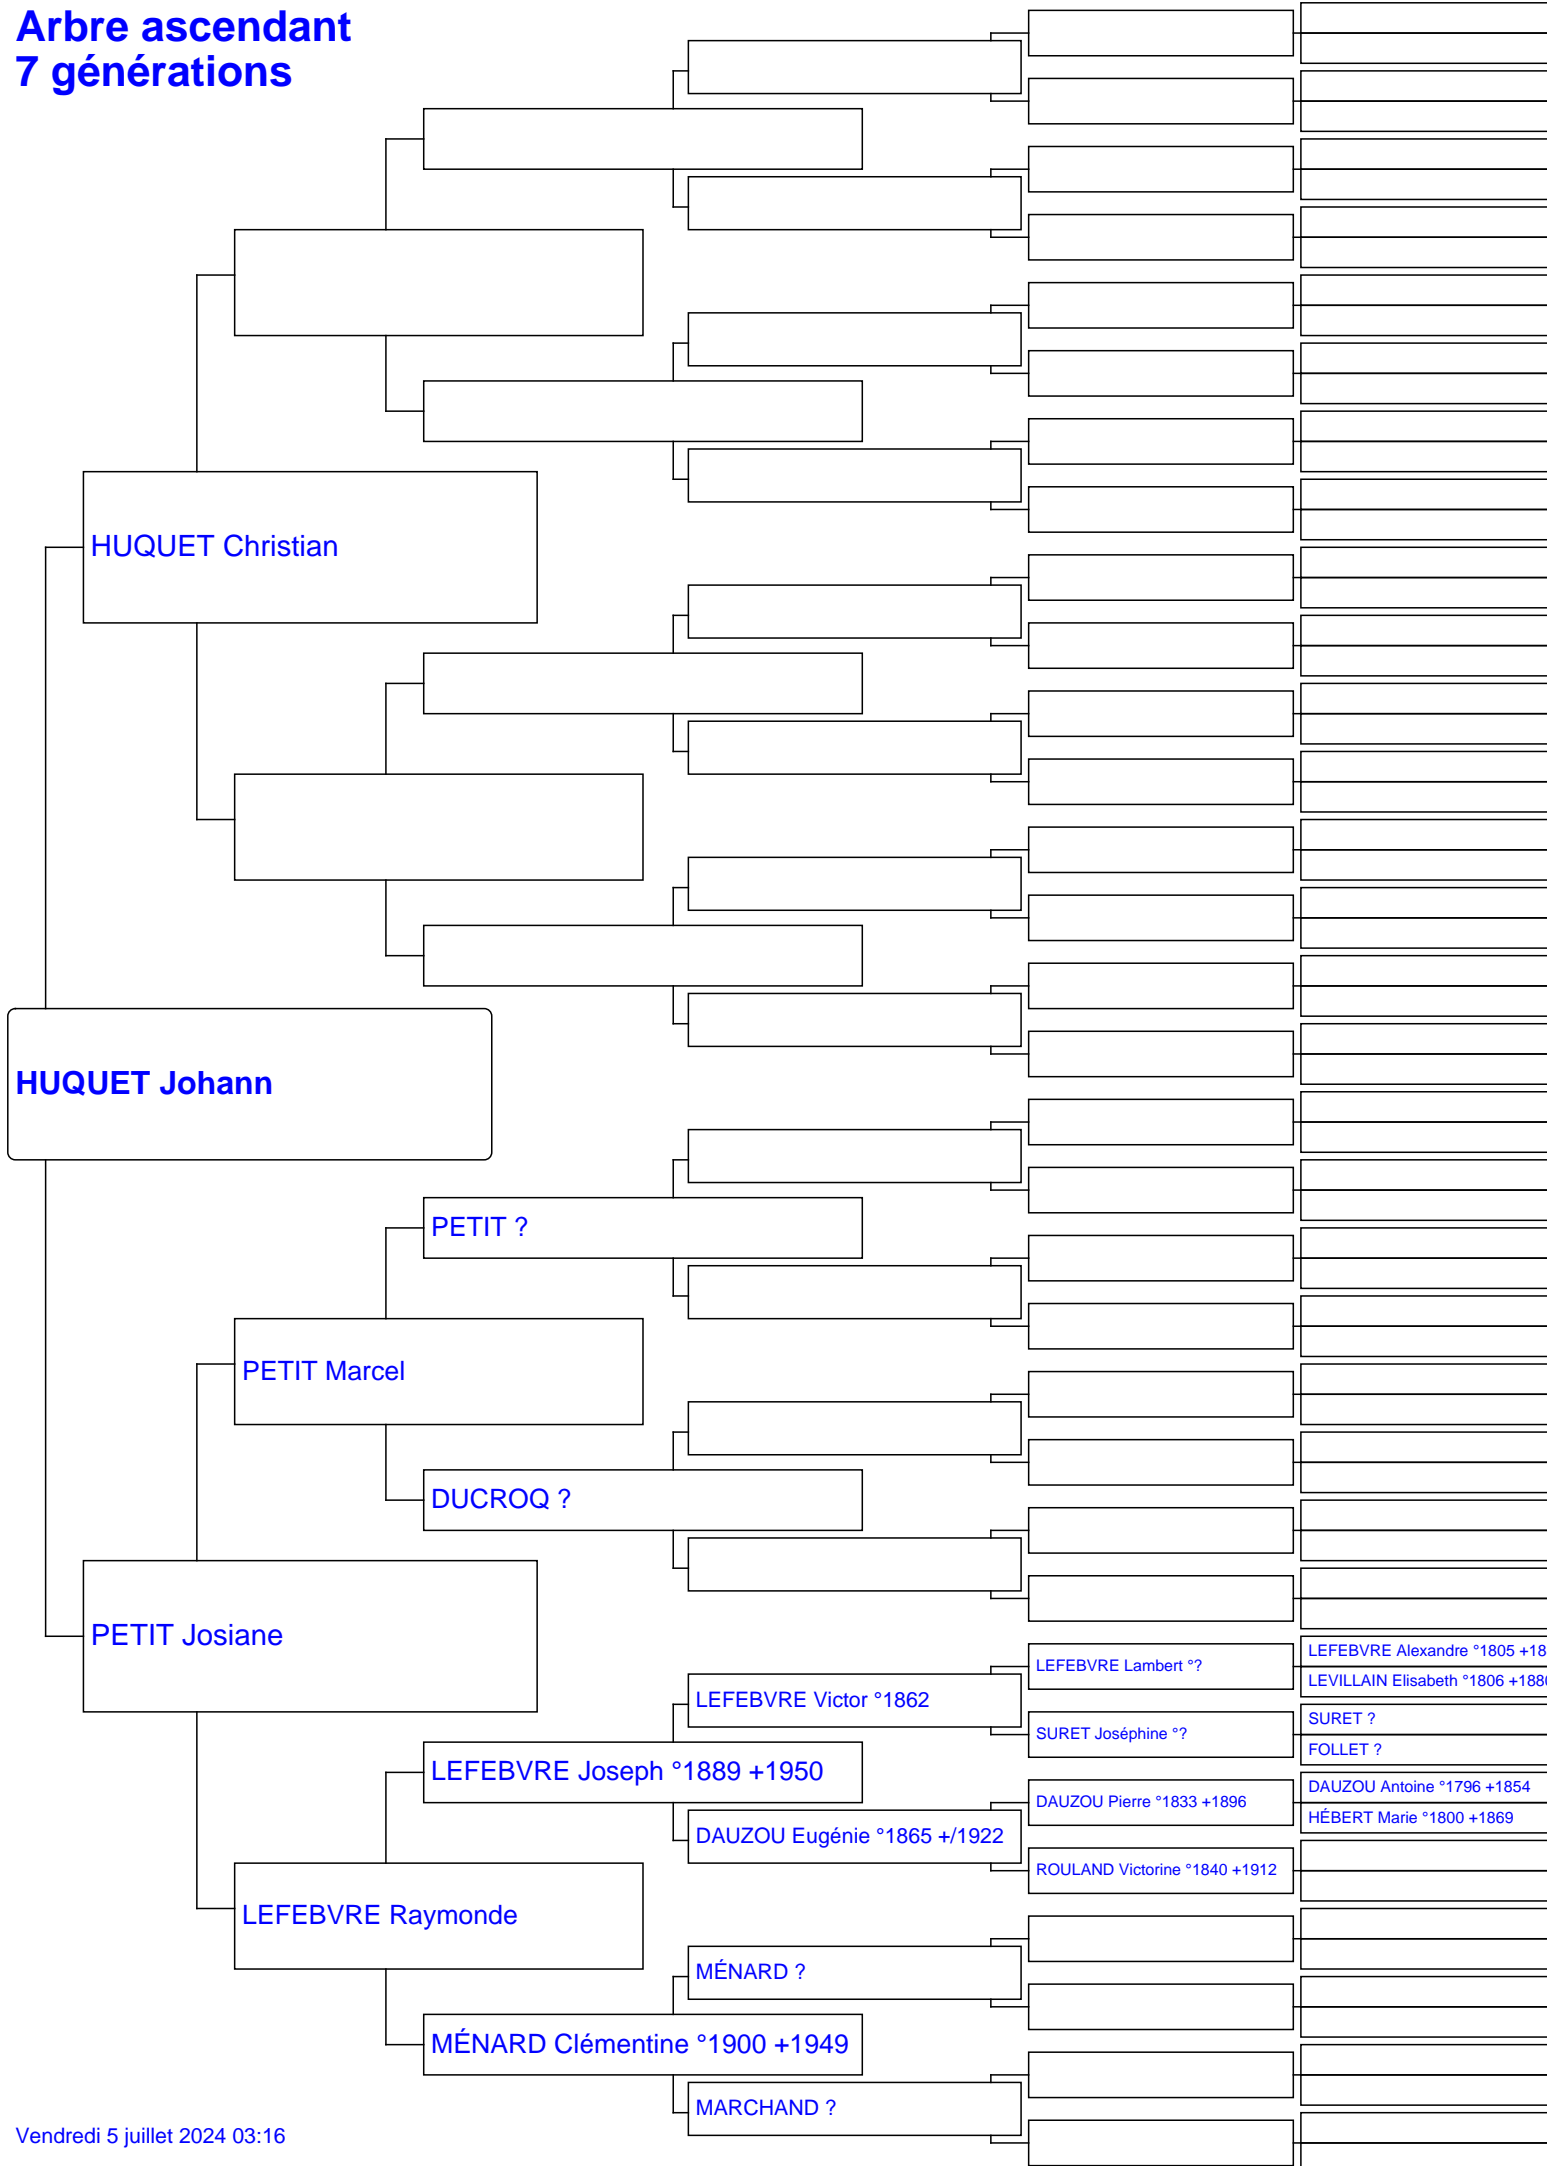 Arbre ascendant
7 générations
HUQUET Christian
HUQUET Johann
PETIT ?
PETIT Marcel
DUCROQ ?
PETIT Josiane
LEFEBVRE Lambert °?
LEFEBVRE Alexandre °1805 +18
LEVILLAIN Elisabeth °1806 +1880
LEFEBVRE Victor °1862
SURET Joséphine °?
SURET ?
FOLLET ?
LEFEBVRE Joseph °1889 +1950
DAUZOU Pierre °1833 +1896
DAUZOU Antoine °1796 +1854
HÉBERT Marie °1800 +1869
DAUZOU Eugénie °1865 +/1922
ROULAND Victorine °1840 +1912
LEFEBVRE Raymonde
MÉNARD ?
MÉNARD Clémentine °1900 +1949
MARCHAND ?
Vendredi 5 juillet 2024 03:16